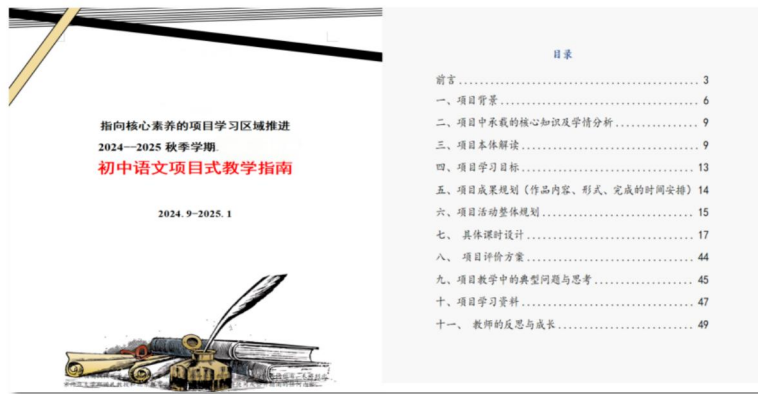 指向核心素养的项目学习区域推进
2024--2025 秋季学期
初中语文项目式教学指南
2024.9-2025.1
目录
前言 3
一、项目背景 6
二、项目中承载的核心知识及学情分析 9
三、项目本体解读 9
四、项目学习目标 13
五、项目成果规划（作品内容、形式、完成的时间安排） 14
六、项目活动整体规划 15
七、 具体课时设计 17
八、 项目评价方案 44
九、项目教学中的典型问题与思考 45
十、项目学习资料 47
十一、 教师的反思与成长 49